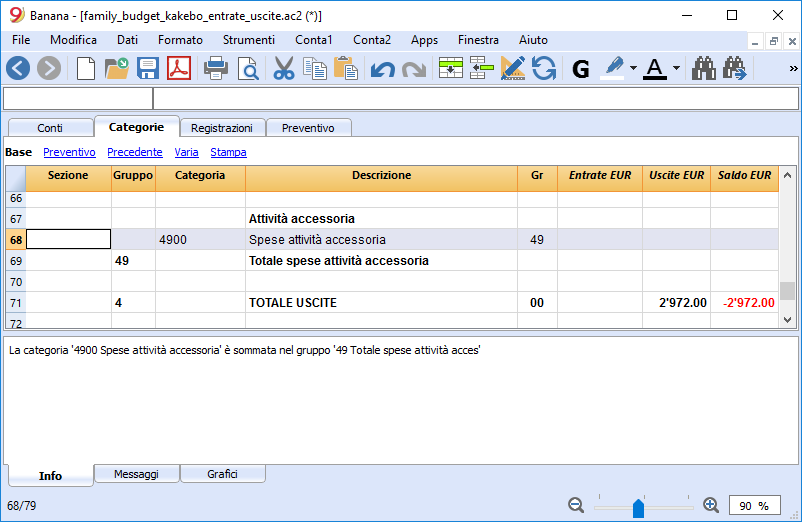 Banana - [family_budget_kakebo_entrate_uscite.ac2 (*)]
File Modifica Dati Formato Strumenti Conta1 Conta2 Apps Finestra Aiuto
G A »
Conti Categorie Registrazioni Preventivo
Base Preventivo Precedente Varia Stampa
Sezione Gruppo Categoria Descrizione Gr Entrate EUR Uscite EUR Saldo EUR
66
67 Attività accessoria
68 4900 Spese attività accessoria 49
69 49 Totale spese attività accessoria
70
71 4 TOTALE USCITE 00 2'972.00 -2'972.00
72
La categoria '4900 Spese attività accessoria' è sommata nel gruppo '49 Totale spese attività acces'
Info Messaggi Grafici
68/79 90 %